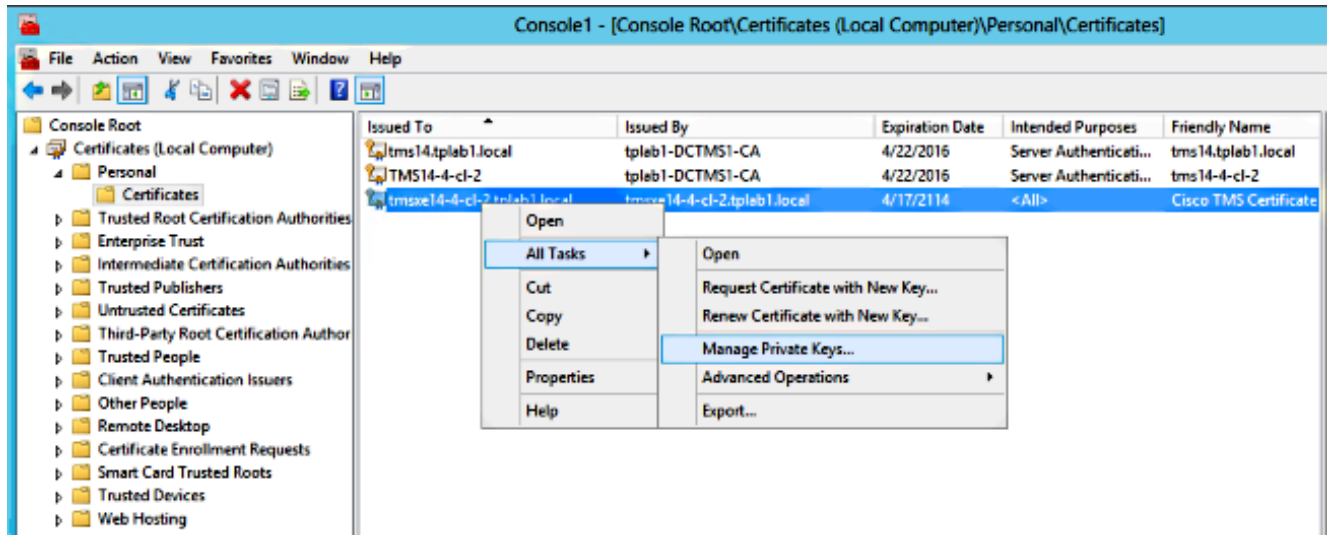 Console1 - [Console Root\Certificates (Local Computer)\Personal\Certificates]
File Action View Favorites Window Help
Console Root
Certificates (Local Computer)
Personal
Certificates
Trusted Root Certification Authorities
Enterprise Trust
Intermediate Certification Authorities
Trusted Publishers
Untrusted Certificates
Third-Party Root Certification Author
Trusted People
Client Authentication Issuers
Other People
Remote Desktop
Certificate Enrollment Requests
Smart Card Trusted Roots
Trusted Devices
Web Hosting
Issued To Issued By Expiration Date Intended Purposes Friendly Name
tms14.tplab1.local tplab1-DCTMS1-CA 4/22/2016 Server Authenticati... tms14.tplab1.local
TMS14-4-cl-2 tplab1-DCTMS1-CA 4/22/2016 Server Authenticati... tms14-4-cl-2
tmsxe14-4-cl-2.tplab1.local tmsxe14-4-cl-2.tplab1.local 4/17/2114 <All> Cisco TMS Certificate
Open
All Tasks
Cut
Copy
Delete
Properties
Help
Open
Request Certificate with New Key...
Renew Certificate with New Key...
Manage Private Keys...
Advanced Operations
Export...